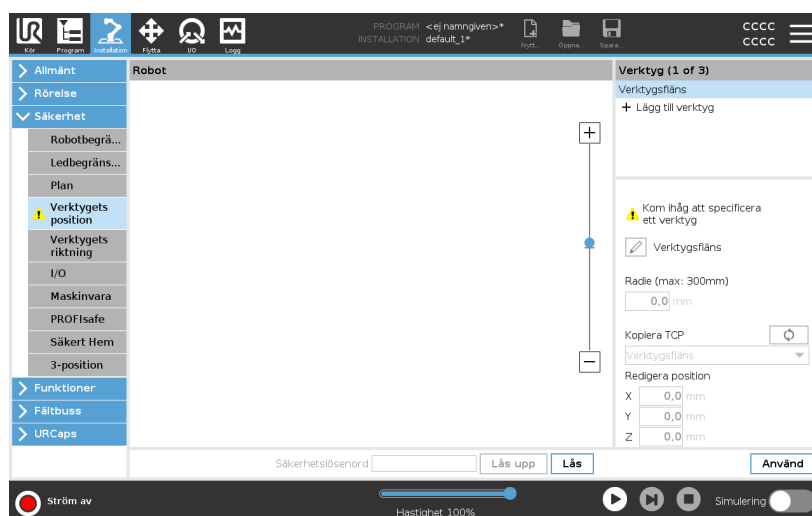 PROGRAM <ej namngiven>*
INSTALLATION default_1*
CCCC
CCCC
Kör Program Installation Flytta I/O Logg Nytt... Öppna... Spara...
Allmänt
Rörelse
Säkerhet
Robotbegrä...
Ledbegräns...
Plan
Verktygets
position
Verktygets
riktning
I/O
Maskinvara
PROFIsafe
Säkert Hem
3-position
Funktioner
Fältbuss
URCaps
Robot
Verktyg (1 of 3)
Verktygsfläns
+ Lägg till verktyg
Kom ihåg att specificera
ett verktyg
Verktygsfläns
Radie (max: 300mm)
0,0 mm
Kopiera TCP
Verktygsfläns
Redigera position
X 0,0 mm
Y 0,0 mm
Z 0,0 mm
Säkerhetslösenord Lås upp Lås Använd
Ström av
Hastighet 100%
Simulering